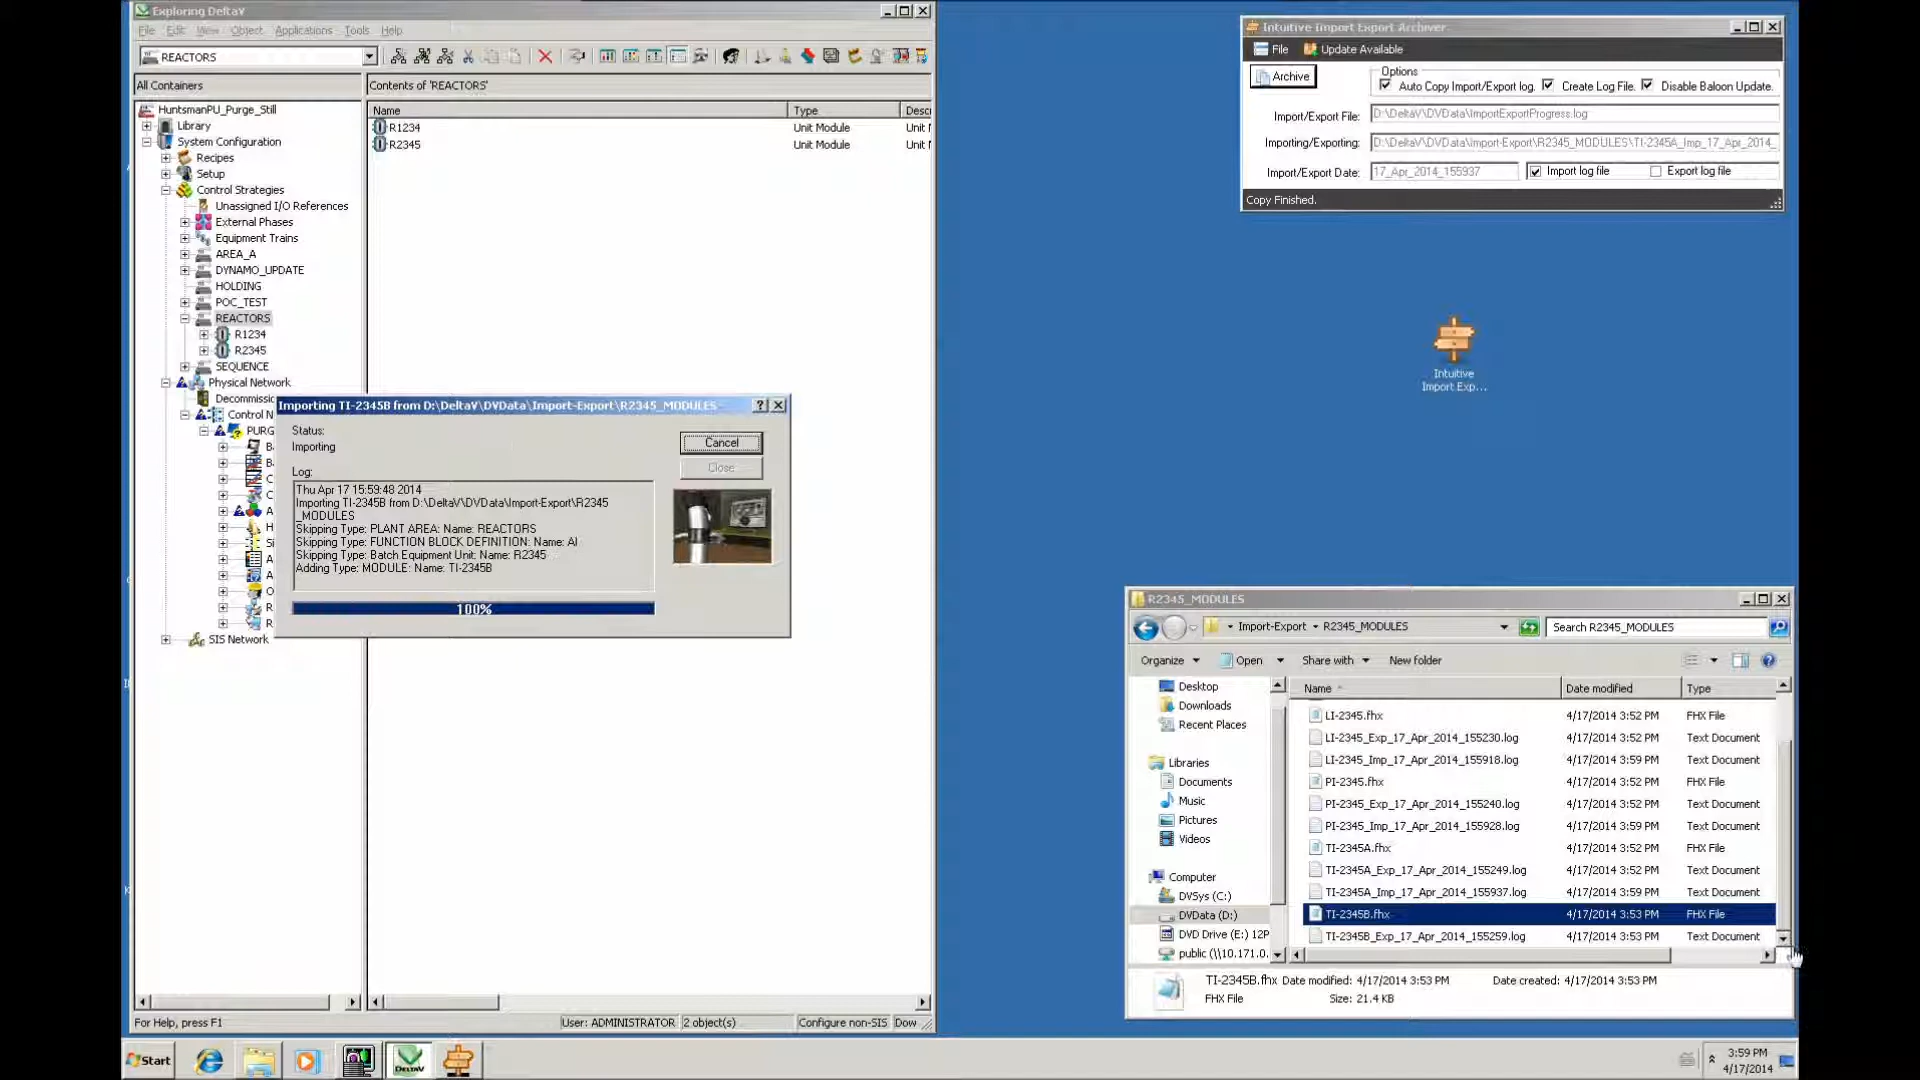 Exploring DeltaV
File Edit View Object Applications Tools Help
REACTORS
All Containers
Contents of 'REACTORS'
HuntsmanPU_Purge_Still
Library
System Configuration
Recipes
Setup
Control Strategies
Unassigned I/O References
External Phases
Equipment Trains
AREA_A
DYNAMO_UPDATE
HOLDING
POC_TEST
REACTORS
R1234
R2345
SEQUENCE
Physical Network
Decommissic
Control N
PURG
SIS Network
Name Type Descr
R1234 Unit Module Unit M
R2345 Unit Module Unit M
For Help, press F1
User: ADMINISTRATOR 2 object(s) Configure non-SIS Dow
Importing TI-2345B from D:\DeltaV\DVData\Import-Export\R2345_MODULES
Status:
Importing
Log:
Thu Apr 17 15:59:48 2014
Importing TI-2345B from D:\DeltaV\DVData\Import-Export\R2345
_MODULES
Skipping Type: PLANT AREA: Name: REACTORS
Skipping Type: FUNCTION BLOCK DEFINITION: Name: AI
Skipping Type: Batch Equipment Unit: Name: R2345
Adding Type: MODULE: Name: TI-2345B
100%
Cancel
Close
Intuitive Import Export Archiver
File Update Available
Archive
Options
Auto Copy Import/Export log. Create Log File. Disable Baloon Update.
Import/Export File: D:\DeltaV\DVData\ImportExportProgress.log
Importing/Exporting: D:\DeltaV\DVData\Import-Export\R2345_MODULES\TI-2345A_Imp_17_Apr_2014_
Import/Export Date: 17_Apr_2014_155937 Import log file Export log file
Copy Finished.
Intuitive
Import Exp...
R2345_MODULES
Import-Export R2345_MODULES Search R2345_MODULES
Organize Open Share with New folder
Desktop
Downloads
Recent Places
Libraries
Documents
Music
Pictures
Videos
Computer
DVSys (C:)
DVData (D:)
DVD Drive (E:) 12P
public (\\10.171.0.
Name Date modified Type
LI-2345.fhx 4/17/2014 3:52 PM FHX File
LI-2345_Exp_17_Apr_2014_155230.log 4/17/2014 3:52 PM Text Document
LI-2345_Imp_17_Apr_2014_155918.log 4/17/2014 3:59 PM Text Document
PI-2345.fhx 4/17/2014 3:52 PM FHX File
PI-2345_Exp_17_Apr_2014_155240.log 4/17/2014 3:52 PM Text Document
PI-2345_Imp_17_Apr_2014_155928.log 4/17/2014 3:59 PM Text Document
TI-2345A.fhx 4/17/2014 3:52 PM FHX File
TI-2345A_Exp_17_Apr_2014_155249.log 4/17/2014 3:52 PM Text Document
TI-2345A_Imp_17_Apr_2014_155937.log 4/17/2014 3:59 PM Text Document
TI-2345B.fhx 4/17/2014 3:53 PM FHX File
TI-2345B_Exp_17_Apr_2014_155259.log 4/17/2014 3:53 PM Text Document
TI-2345B.fhx Date modified: 4/17/2014 3:53 PM Date created: 4/17/2014 3:53 PM
FHX File Size: 21.4 KB
Start
DELTAV
3:59 PM
4/17/2014